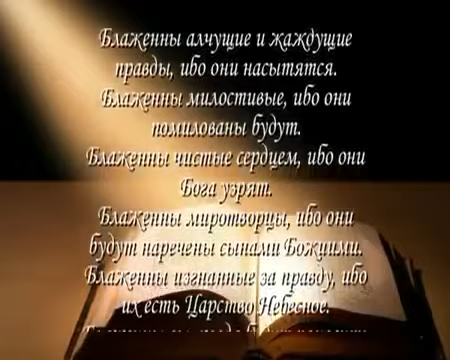 Блаженны алчущие и жаждущие
правды, ибо они насытятся.
Блаженны милостивые, ибо они
помилованы будут.
Блаженны чистые сердцем, ибо они
Бога узрят.
Блаженны миротворцы, ибо они
будут наречены сынами Божиими.
Блаженны изгнанные за правду, ибо
их есть Царство Небесное.